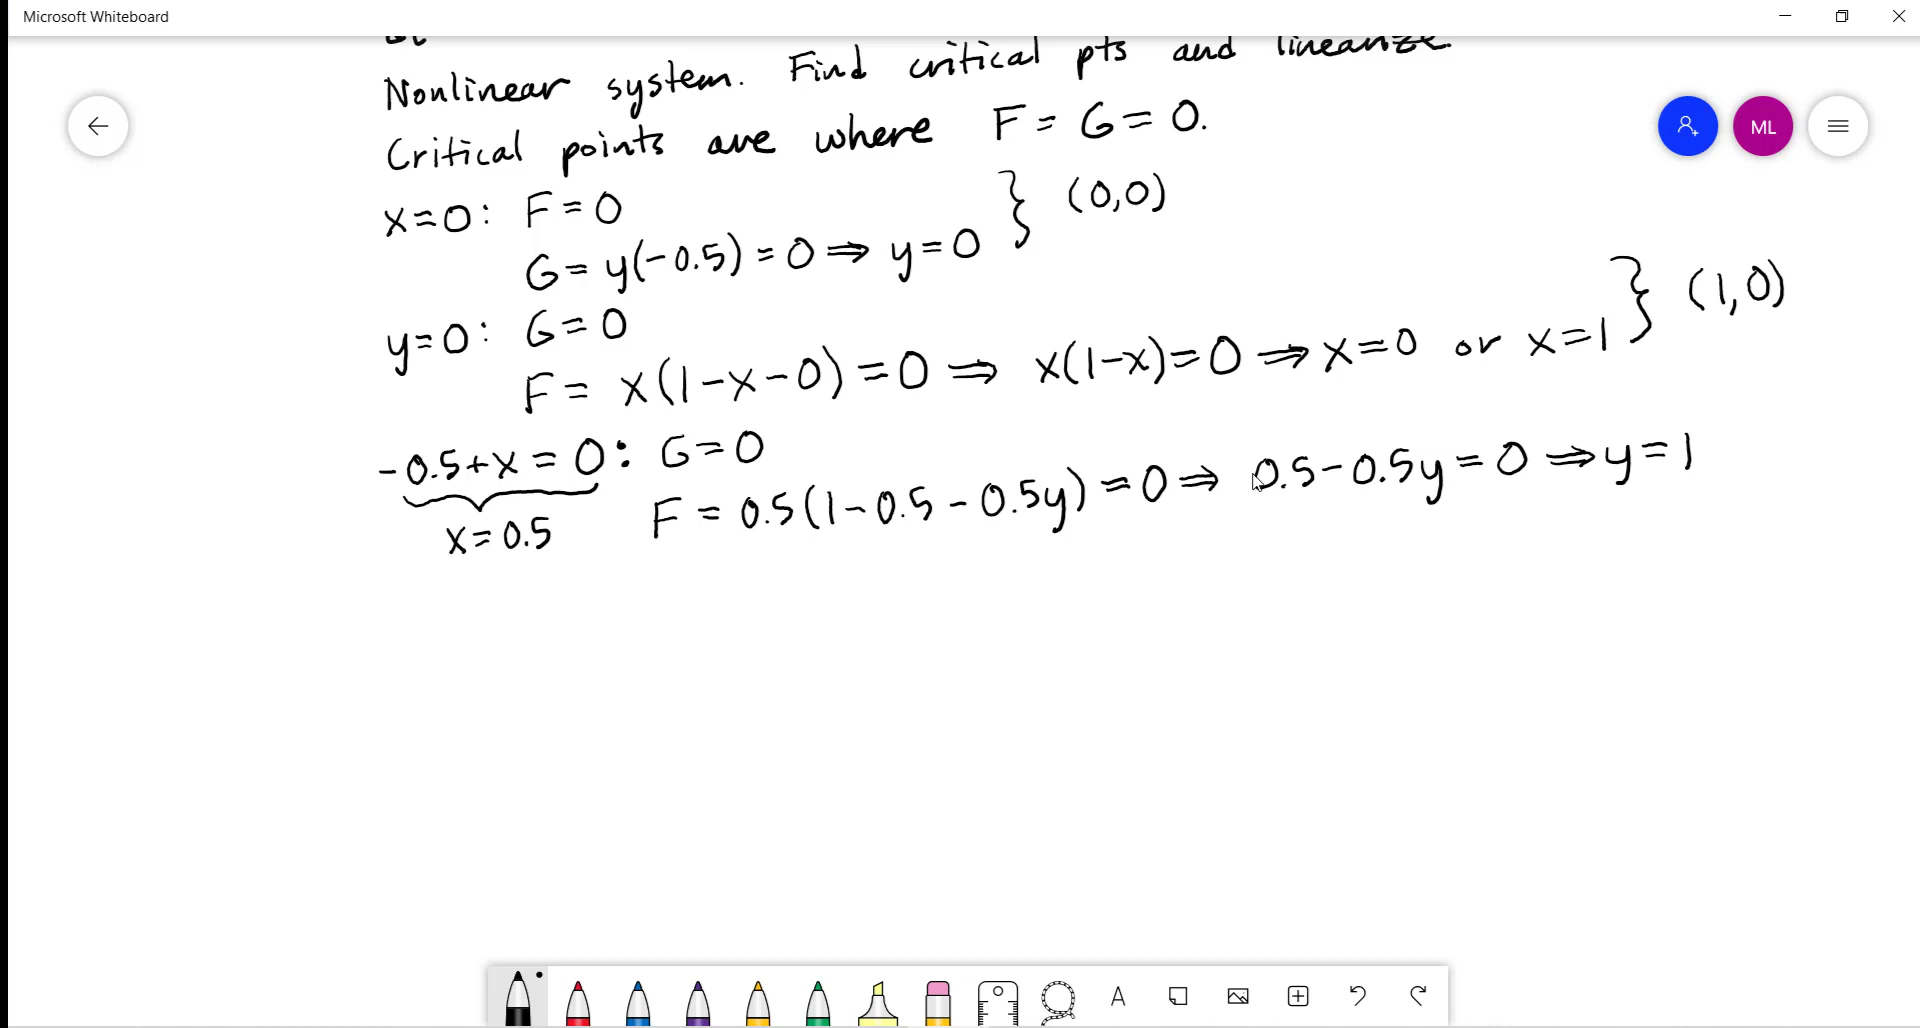 Microsoft Whiteboard
Nonlinear system. Find critical pts and linearize.
Critical points are where F = G = 0.
ML
x=0: F=0 } (0,0)
G=y(-0.5)=0⇒ y=0
y=0: G=0 } (1,0)
F= x(1-x-0)=0 ⇒ x(1-x)=0⇒x=0 or x=1
-0.5+x=0: G=0
F=0.5(1-0.5-0.5y)=0⇒ 0.5-0.5y=0⇒y=1
x=0.5
A